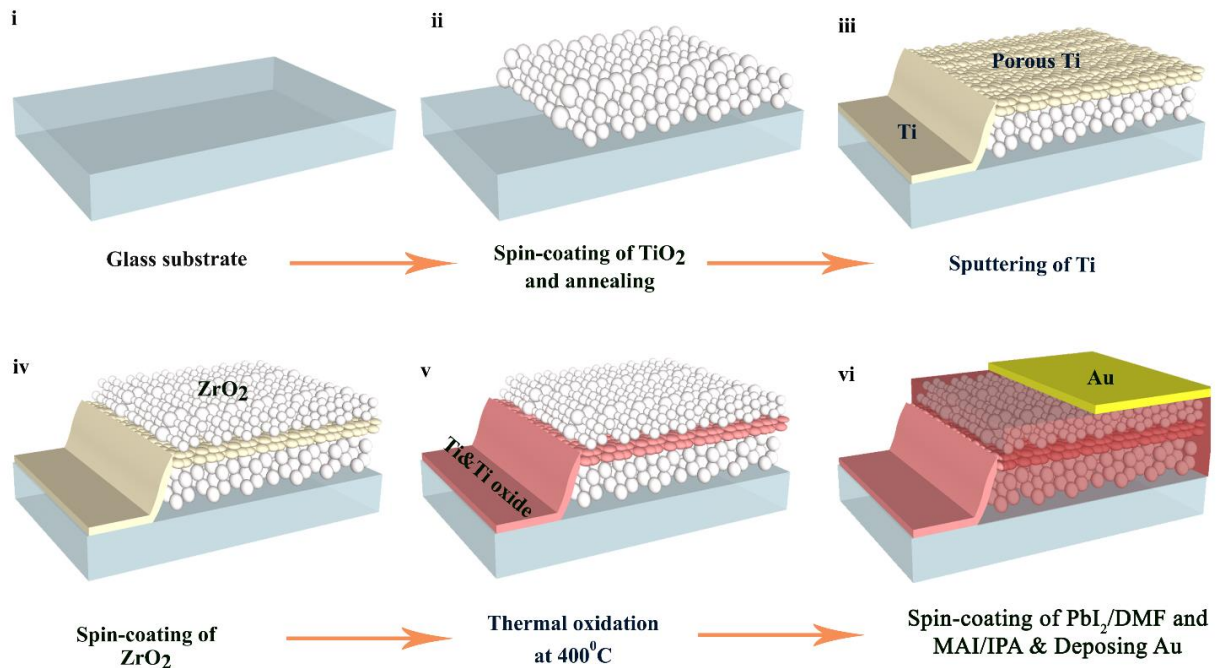 i
ii
iii
Porous Ti
Ti
Glass substrate
Spin-coating of TiO2
and annealing
Sputtering of Ti
iv
v
vi
ZrO2
Ti&Ti oxide
Au
Spin-coating of
ZrO2
Thermal oxidation
at 400⁰C
Spin-coating of PbI₂/DMF and
MAI/IPA & Deposing Au